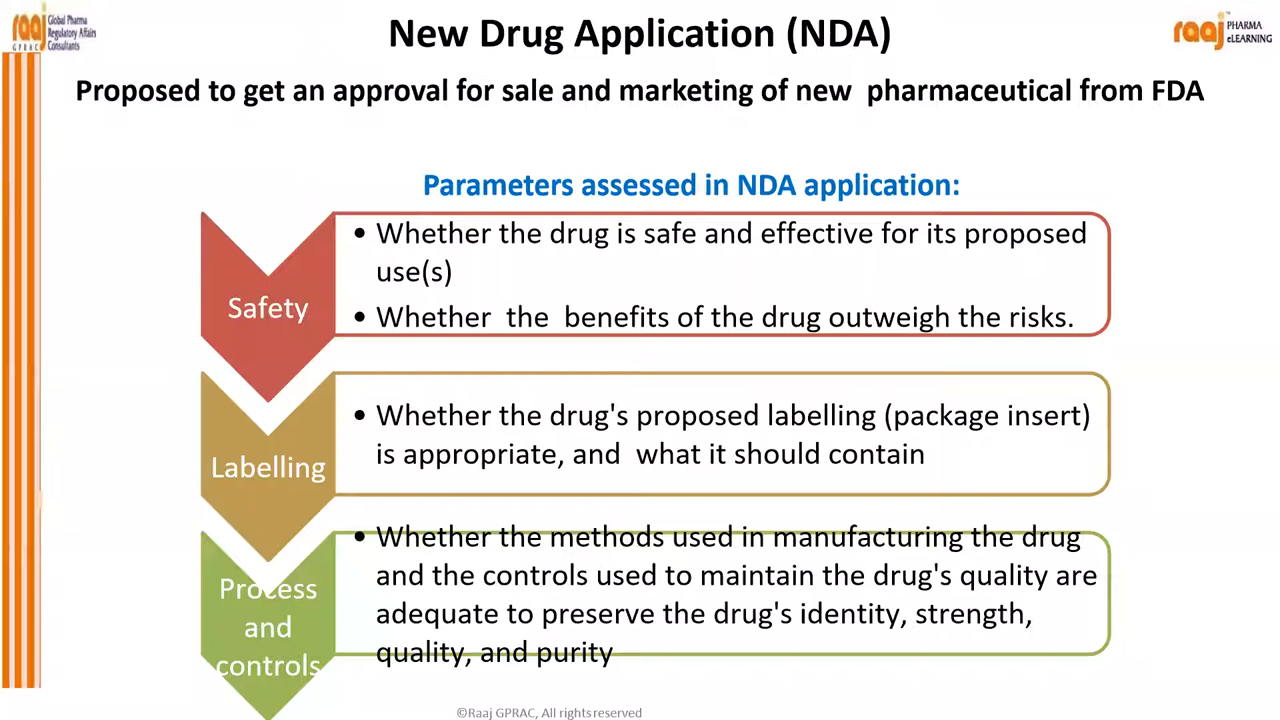 raaj
GPRAC
Global Pharma
Regulatory Affairs
Consultants
New Drug Application (NDA)
raaj
PHARMA
eLEARNING
Proposed to get an approval for sale and marketing of new pharmaceutical from FDA
Parameters assessed in NDA application:
Safety
• Whether the drug is safe and effective for its proposed
use(s)
• Whether the benefits of the drug outweigh the risks.
Labelling
• Whether the drug's proposed labelling (package insert)
is appropriate, and what it should contain
Process
and
controls
• Whether the methods used in manufacturing the drug
and the controls used to maintain the drug's quality are
adequate to preserve the drug's identity, strength,
quality, and purity
©Raaj GPRAC, All rights reserved